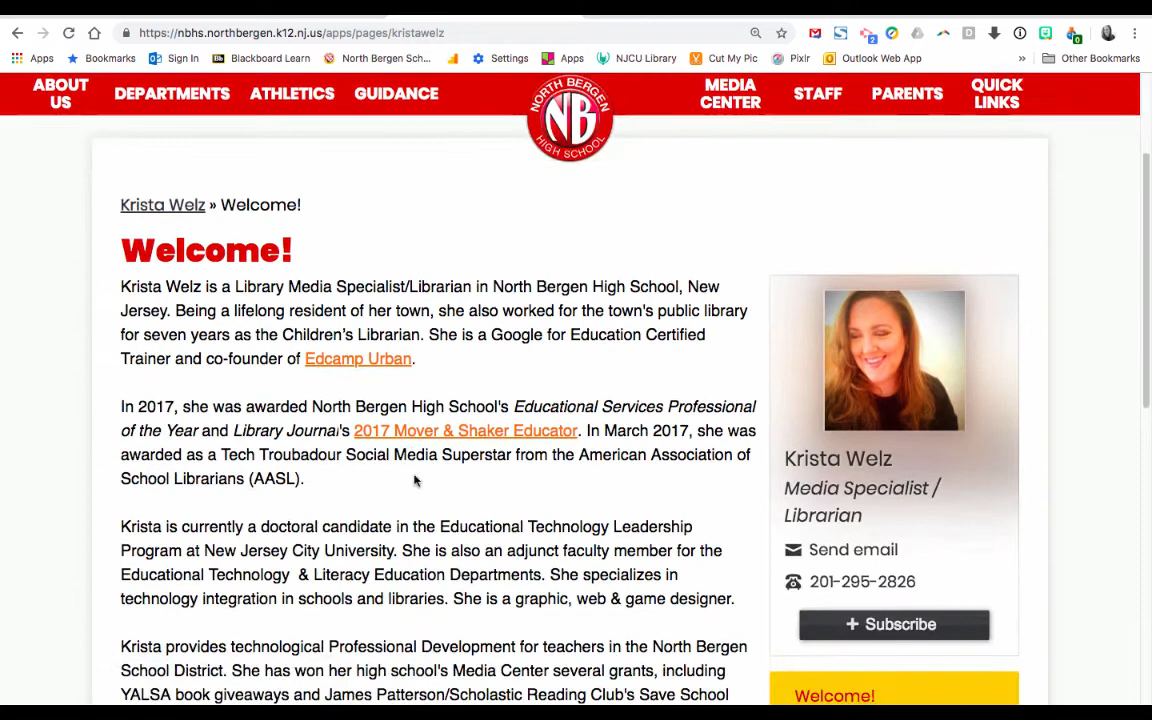 https://nbhs.northbergen.k12.nj.us/apps/pages/kristawelz
2
0
Apps Bookmarks Sign In Blackboard Learn North Bergen Sch... Settings Apps NJCU Library Cut My Pic Pixlr Outlook Web App » Other Bookmarks
ABOUT US
DEPARTMENTS
ATHLETICS
GUIDANCE
NORTH BERGEN
NB
HIGH SCHOOL
MEDIA CENTER
STAFF
PARENTS
QUICK LINKS
Krista Welz » Welcome!
Welcome!
Krista Welz is a Library Media Specialist/Librarian in North Bergen High School, New
Jersey. Being a lifelong resident of her town, she also worked for the town's public library
for seven years as the Children's Librarian. She is a Google for Education Certified
Trainer and co-founder of Edcamp Urban.
In 2017, she was awarded North Bergen High School's Educational Services Professional
of the Year and Library Journal's 2017 Mover & Shaker Educator. In March 2017, she was
awarded as a Tech Troubadour Social Media Superstar from the American Association of
School Librarians (AASL).
Krista is currently a doctoral candidate in the Educational Technology Leadership
Program at New Jersey City University. She is also an adjunct faculty member for the
Educational Technology & Literacy Education Departments. She specializes in
technology integration in schools and libraries. She is a graphic, web & game designer.
Krista provides technological Professional Development for teachers in the North Bergen
School District. She has won her high school's Media Center several grants, including
YALSA book giveaways and James Patterson/Scholastic Reading Club's Save School
Krista Welz
Media Specialist /
Librarian
Send email
201-295-2826
+ Subscribe
Welcome!